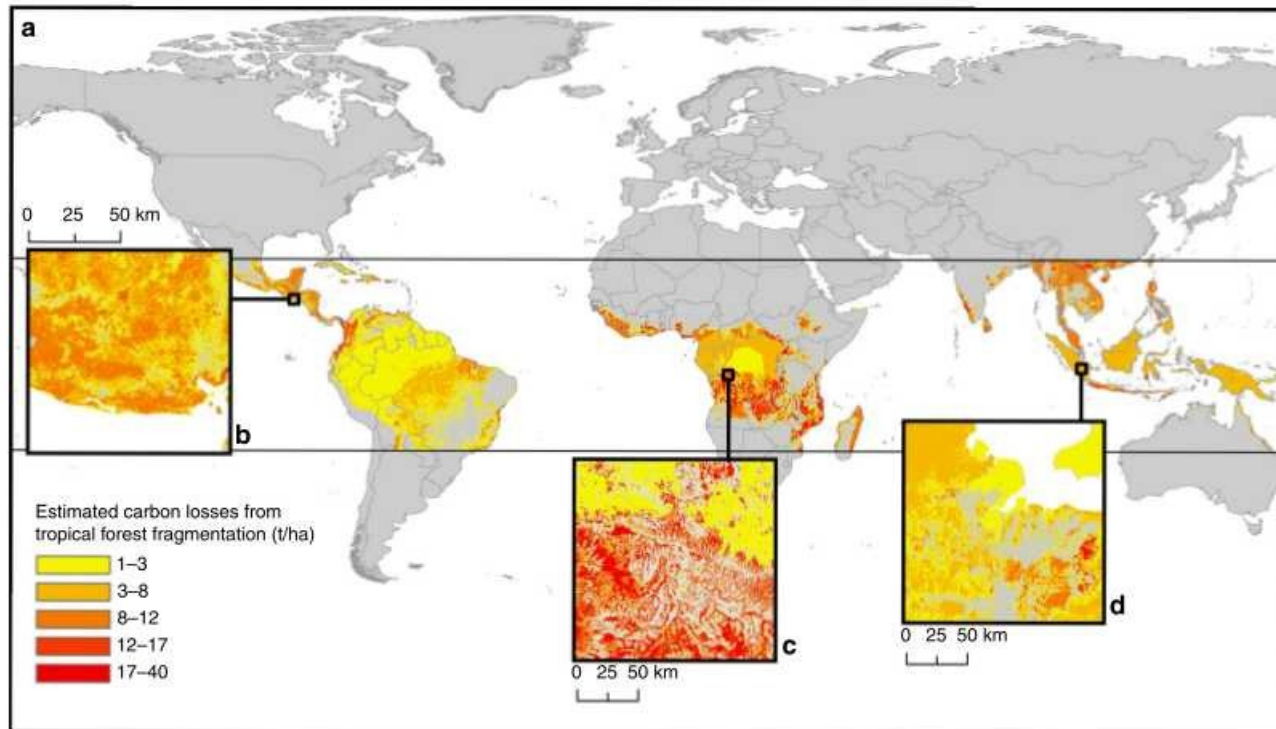 a
0 25 50 km
b
Estimated carbon losses from
tropical forest fragmentation (t/ha)
1–3
3–8
8–12
12–17
17–40
c
0 25 50 km
d
0 25 50 km